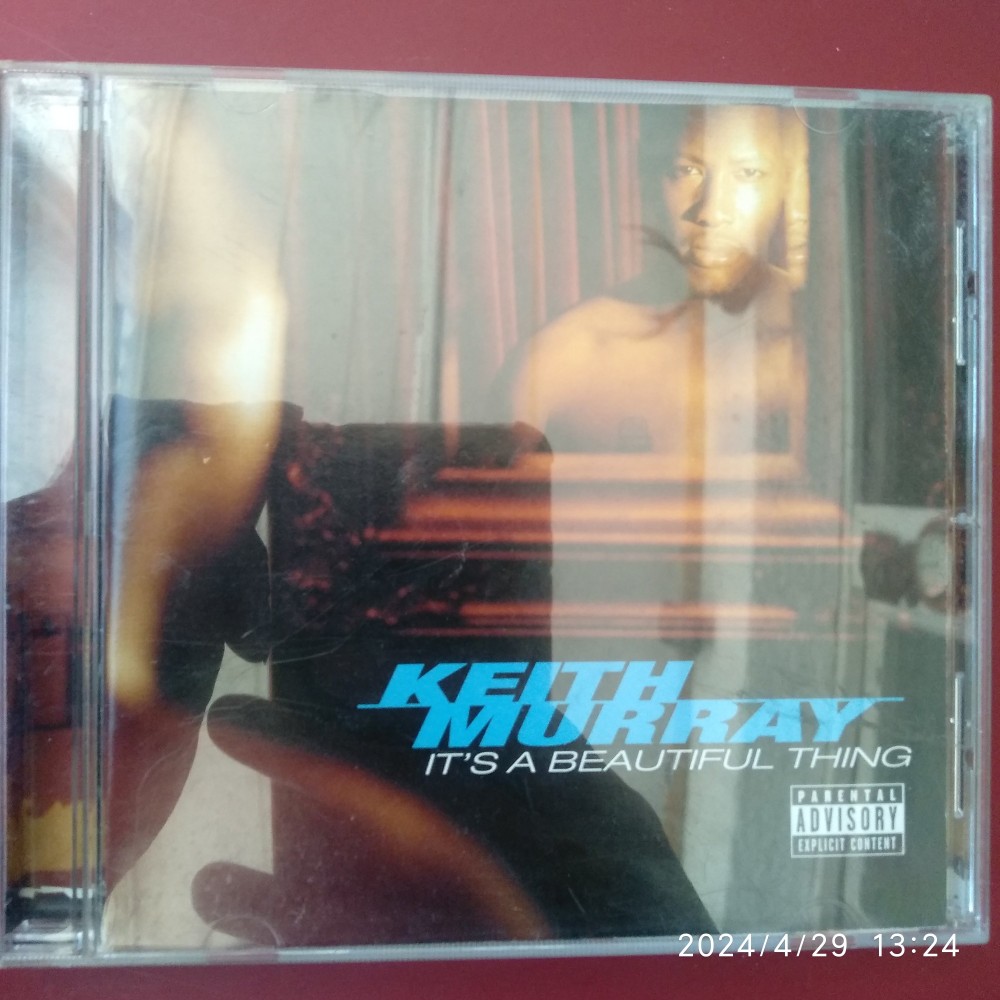 KEITH
MURRAY
IT'S A BEAUTIFUL THING
PARENTAL
ADVISORY
EXPLICIT CONTENT
2024/4/29 13:24